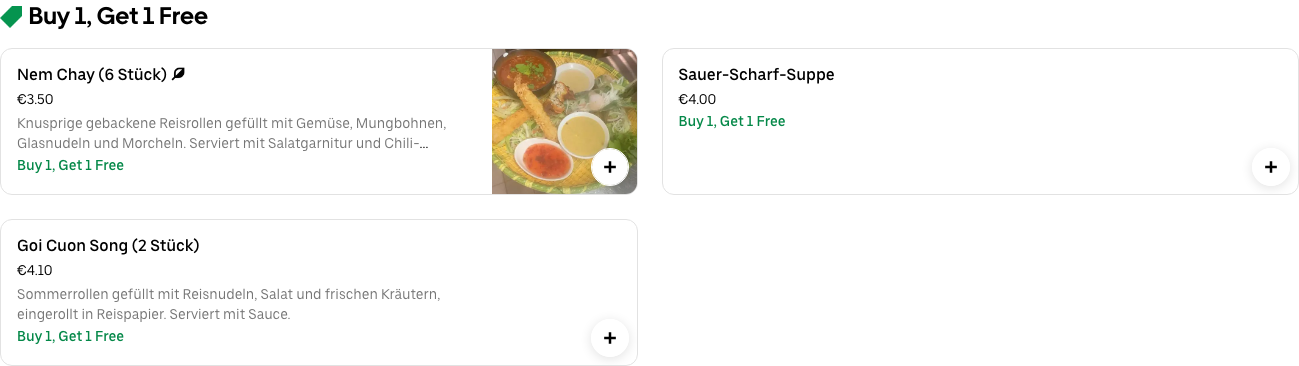 Buy 1, Get 1 Free
Nem Chay (6 Stück)
€3.50
Knusprige gebackene Reisrollen gefüllt mit Gemüse, Mungbohnen,
Glasnudeln und Morcheln. Serviert mit Salatgarnitur und Chili-...
Buy 1, Get 1 Free
Sauer-Scharf-Suppe
€4.00
Buy 1, Get 1 Free
Goi Cuon Song (2 Stück)
€4.10
Sommerrollen gefüllt mit Reisnudeln, Salat und frischen Kräutern,
eingerollt in Reispapier. Serviert mit Sauce.
Buy 1, Get 1 Free